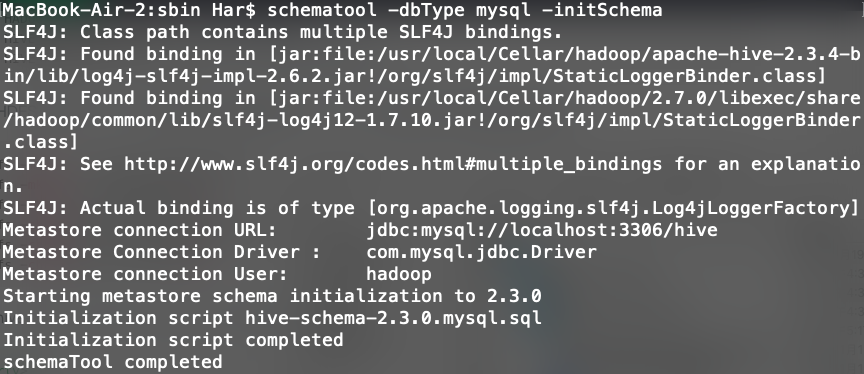 MacBook-Air-2:sbin Har$ schematool -dbType mysql -initSchema
SLF4J: Class path contains multiple SLF4J bindings.
SLF4J: Found binding in [jar:file:/usr/local/Cellar/hadoop/apache-hive-2.3.4-b
in/lib/log4j-slf4j-impl-2.6.2.jar!/org/slf4j/impl/StaticLoggerBinder.class]
SLF4J: Found binding in [jar:file:/usr/local/Cellar/hadoop/2.7.0/libexec/share
/hadoop/common/lib/slf4j-log4j12-1.7.10.jar!/org/slf4j/impl/StaticLoggerBinder
.class]
SLF4J: See http://www.slf4j.org/codes.html#multiple_bindings for an explanatio
n.
SLF4J: Actual binding is of type [org.apache.logging.slf4j.Log4jLoggerFactory]
Metastore connection URL:        jdbc:mysql://localhost:3306/hive
Metastore Connection Driver :    com.mysql.jdbc.Driver
Metastore connection User:       hadoop
Starting metastore schema initialization to 2.3.0
Initialization script hive-schema-2.3.0.mysql.sql
Initialization script completed
schemaTool completed